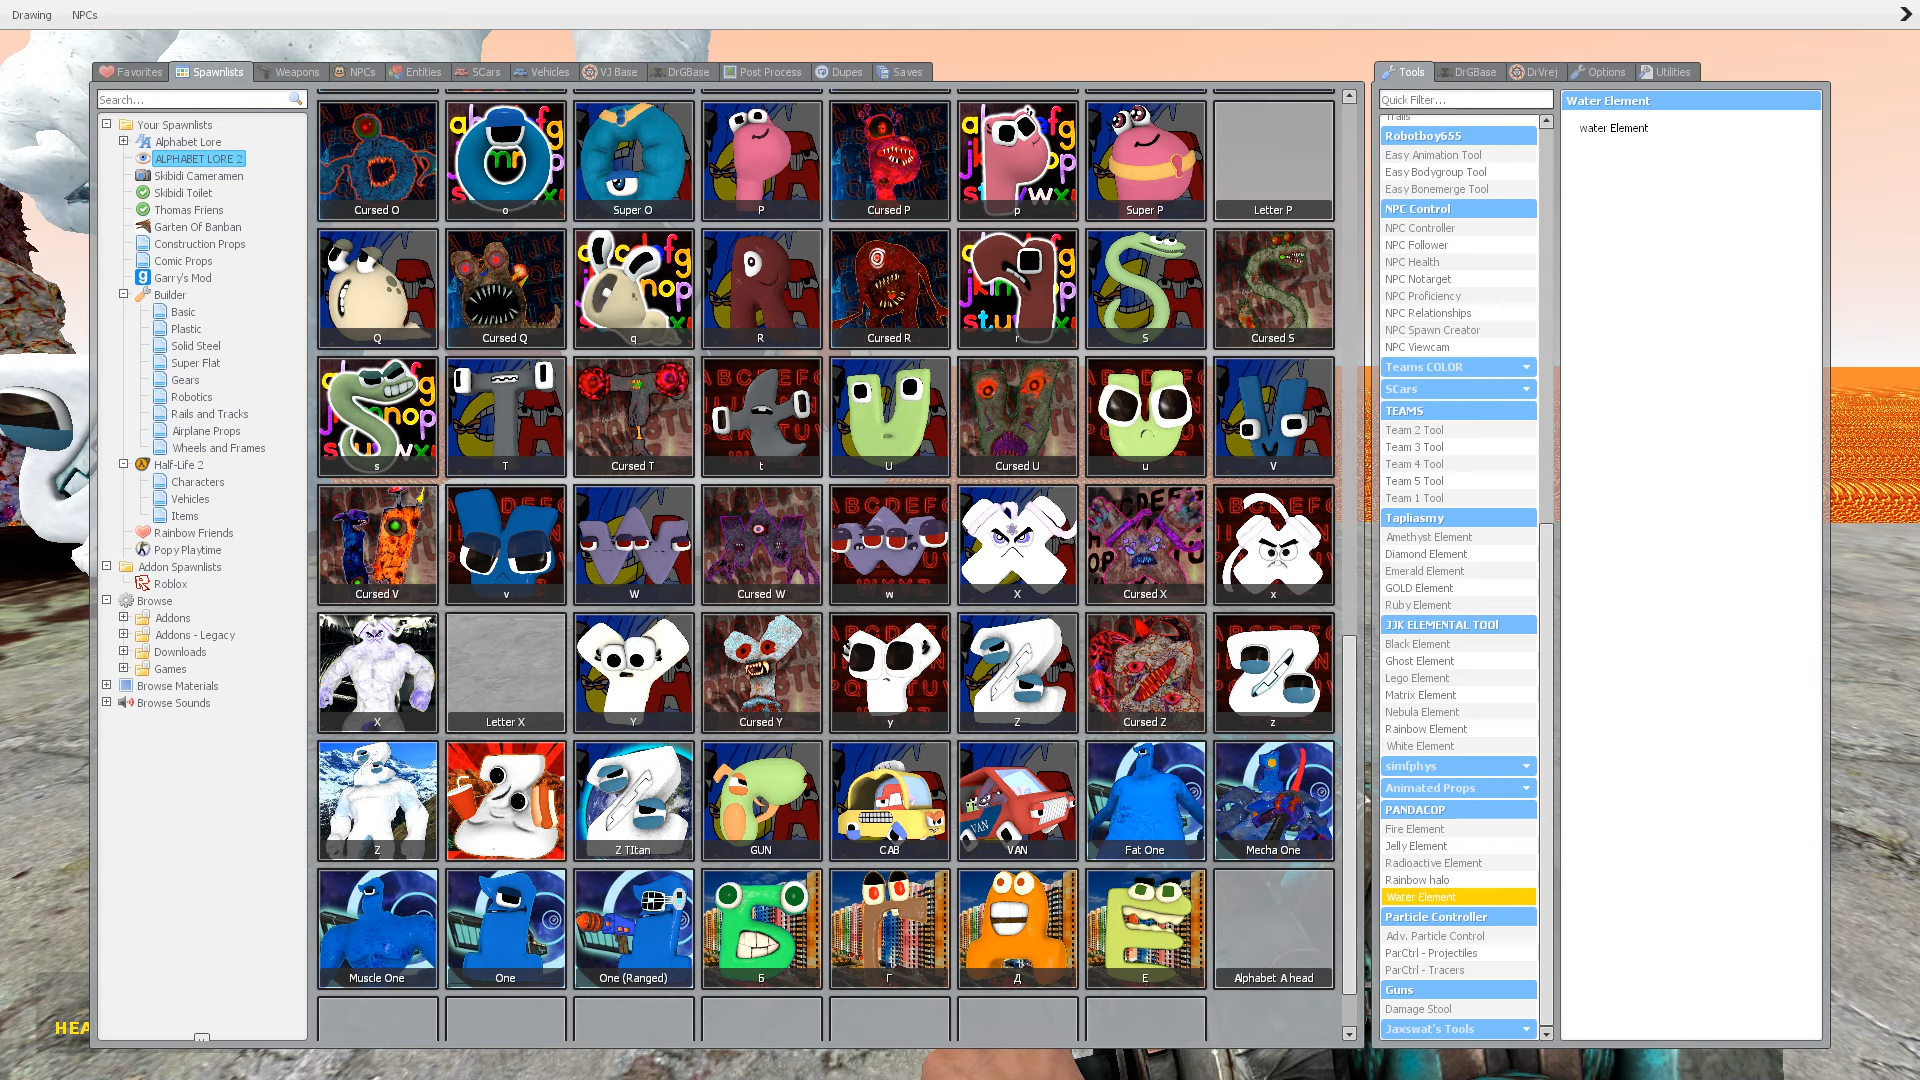 Drawing NPCs
Favorites Spawnlists Weapons NPCs Entities SCars Vehicles VJ Base DrGBase Post Process Dupes Saves
Tools DrGBase DrVrej Options Utilities
Search...
Your Spawnlists
Alphabet Lore
ALPHABET LORE 2
Skibidi Cameramen
Skibidi Toilet
Thomas Friens
Garten Of Banban
Construction Props
Comic Props
Garry's Mod
Builder
Basic
Plastic
Solid Steel
Super Flat
Gears
Robotics
Rails and Tracks
Airplane Props
Wheels and Frames
Half-Life 2
Characters
Vehicles
Items
Rainbow Friends
Popy Playtime
Addon Spawnlists
Roblox
Browse
Addons
Addons - Legacy
Downloads
Games
Browse Materials
Browse Sounds
HEA
Cursed O o Super O P Cursed P p Super P Letter P
Q Cursed Q q R Cursed R r S Cursed S
s T Cursed T t U Cursed U u V
Cursed V v W Cursed W w X Cursed X x
X Letter X Y Cursed Y y Z Cursed Z z
Z Z TItan GUN CAB VAN Fat One Mecha One
Muscle One One One (Ranged) Б Г Д Е Alphabet A head
Quick Filter...
Trails
Robotboy655
Easy Animation Tool
Easy Bodygroup Tool
Easy Bonemerge Tool
NPC Control
NPC Controller
NPC Follower
NPC Health
NPC Notarget
NPC Proficiency
NPC Relationships
NPC Spawn Creator
NPC Viewcam
Teams COLOR
SCars
TEAMS
Team 2 Tool
Team 3 Tool
Team 4 Tool
Team 5 Tool
Team 1 Tool
Tapliasmy
Amethyst Element
Diamond Element
Emerald Element
GOLD Element
Ruby Element
JJK ELEMENTAL TOOl
Black Element
Ghost Element
Lego Element
Matrix Element
Nebula Element
Rainbow Element
White Element
simfphys
Animated Props
PANDACOP
Fire Element
Jelly Element
Radioactive Element
Rainbow halo
Water Element
Particle Controller
Adv. Particle Control
ParCtrl - Projectiles
ParCtrl - Tracers
Guns
Damage Stool
Jaxswat's Tools
Water Element
water Element